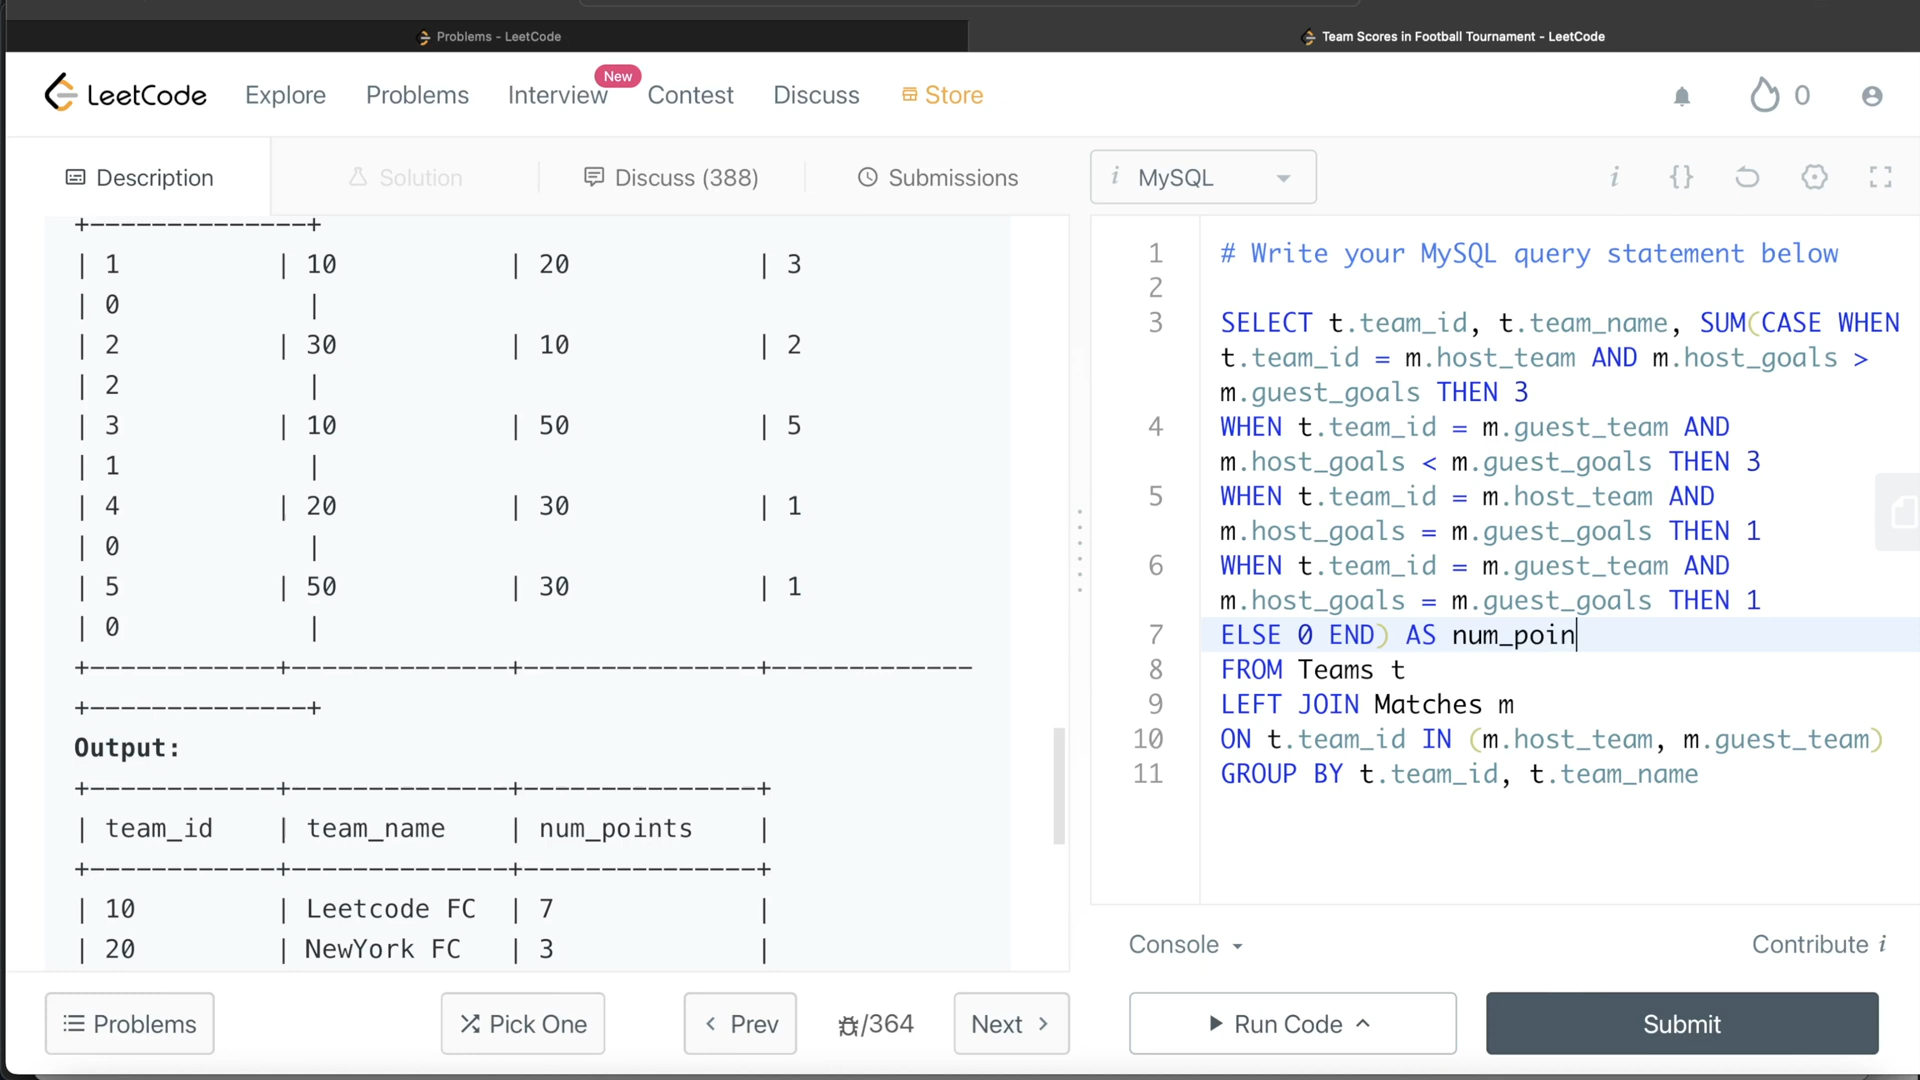 Problems - LeetCode
Team Scores in Football Tournament - LeetCode
LeetCode Explore Problems Interview New Contest Discuss Store 0
Description Solution Discuss (388) Submissions
i MySQL i {}
+--------------+
| 1 | 10 | 20 | 3
| 0 |
| 2 | 30 | 10 | 2
| 2 |
| 3 | 10 | 50 | 5
| 1 |
| 4 | 20 | 30 | 1
| 0 |
| 5 | 50 | 30 | 1
| 0 |
+------------+--------------+---------------+------------
+--------------+
Output:
+------------+--------------+---------------+
| team_id | team_name | num_points |
+------------+--------------+---------------+
| 10 | Leetcode FC | 7 |
| 20 | NewYork FC | 3 |
1 # Write your MySQL query statement below
2
3 SELECT t.team_id, t.team_name, SUM(CASE WHEN
t.team_id = m.host_team AND m.host_goals >
m.guest_goals THEN 3
4 WHEN t.team_id = m.guest_team AND
m.host_goals < m.guest_goals THEN 3
5 WHEN t.team_id = m.host_team AND
m.host_goals = m.guest_goals THEN 1
6 WHEN t.team_id = m.guest_team AND
m.host_goals = m.guest_goals THEN 1
7 ELSE 0 END) AS num_poin
8 FROM Teams t
9 LEFT JOIN Matches m
10 ON t.team_id IN (m.host_team, m.guest_team)
11 GROUP BY t.team_id, t.team_name
Console Contribute i
Problems Pick One Prev /364 Next Run Code Submit